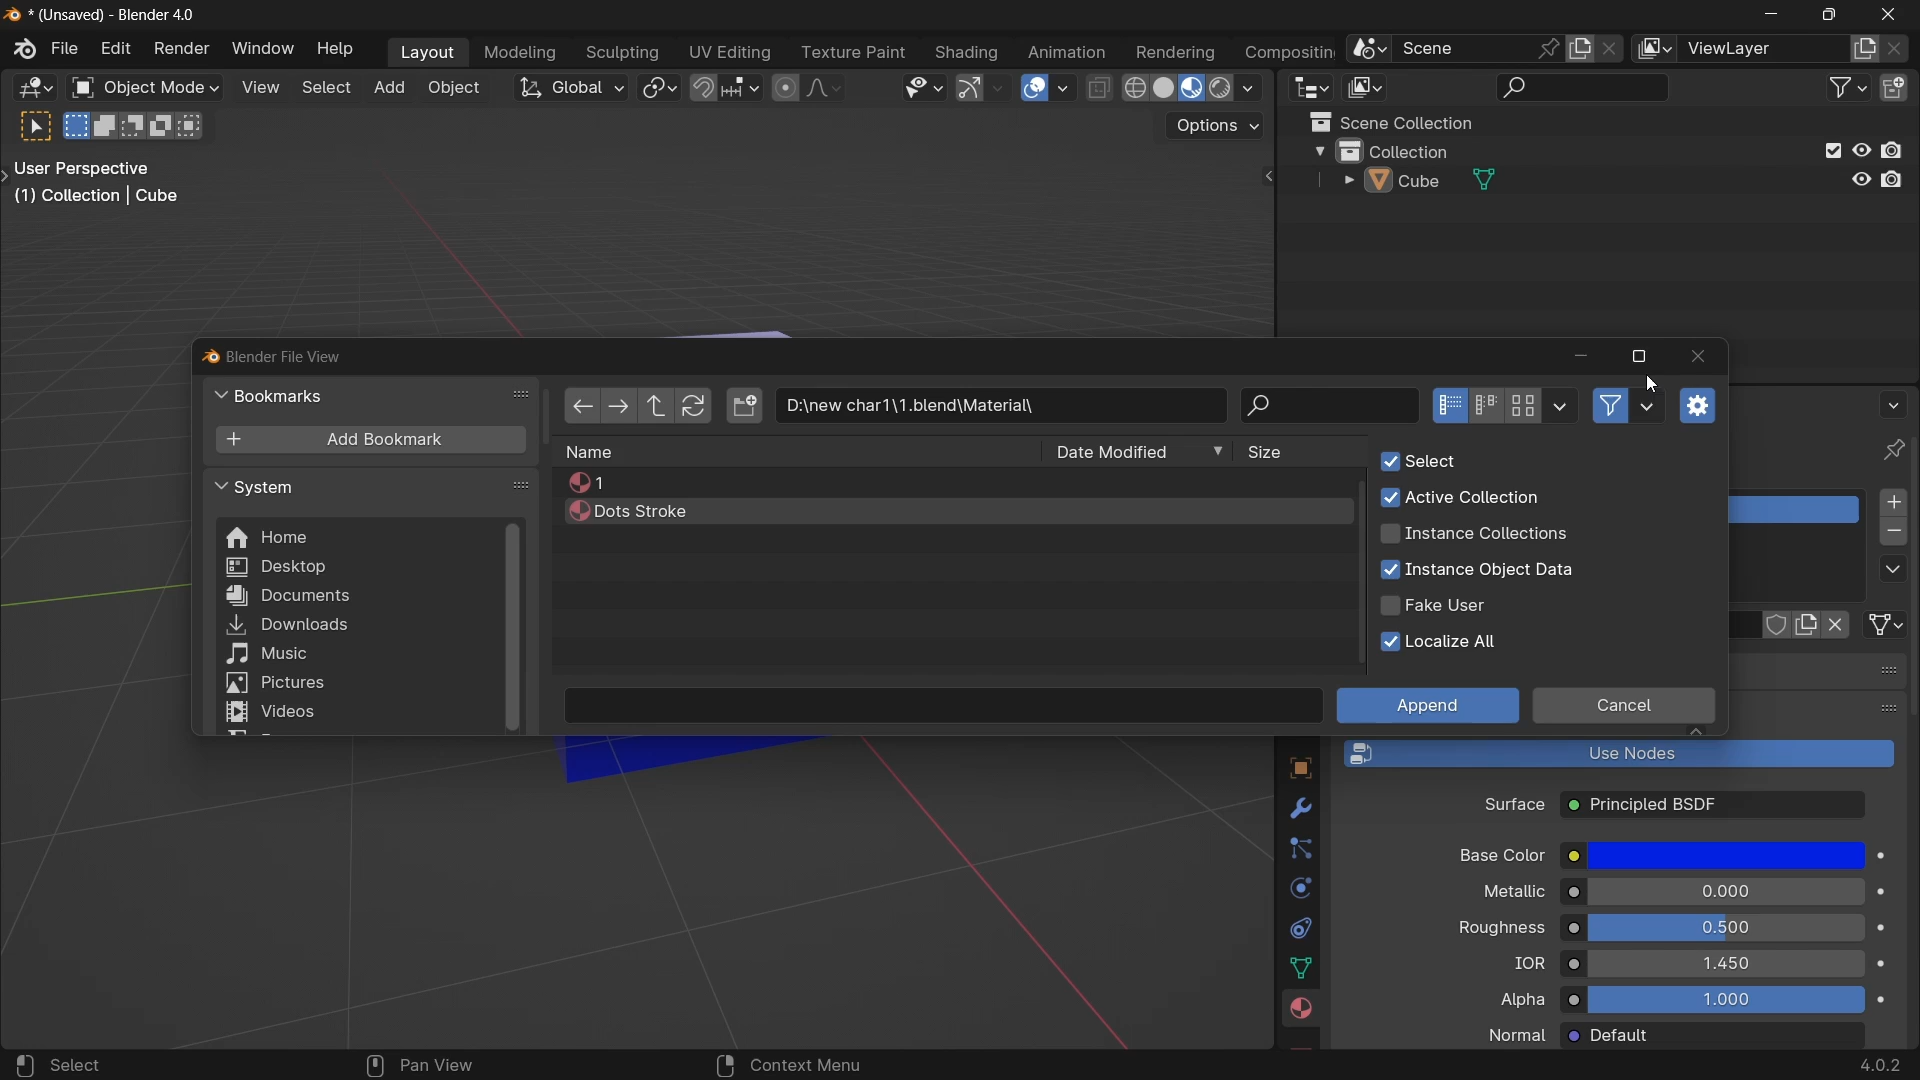 * (Unsaved) - Blender 4.0
File Edit Render Window Help Layout Modeling Sculpting UV Editing Texture Paint Shading Animation Rendering Compositin Scene ViewLayer
Object Mode View Select Add Object Global
Options
User Perspective
(1) Collection | Cube
Scene Collection
Collection
Cube
Blender File View
Bookmarks
Add Bookmark
System
Home
Desktop
Documents
Downloads
Music
Pictures
Videos
D:\new char1\1.blend\Material\
Name Date Modified Size
1
Dots Stroke
Select
Active Collection
Instance Collections
Instance Object Data
Fake User
Localize All
Append Cancel
Use Nodes
Surface Principled BSDF
Base Color
Metallic 0.000
Roughness 0.500
IOR 1.450
Alpha 1.000
Normal Default
Select Pan View Context Menu 4.0.2